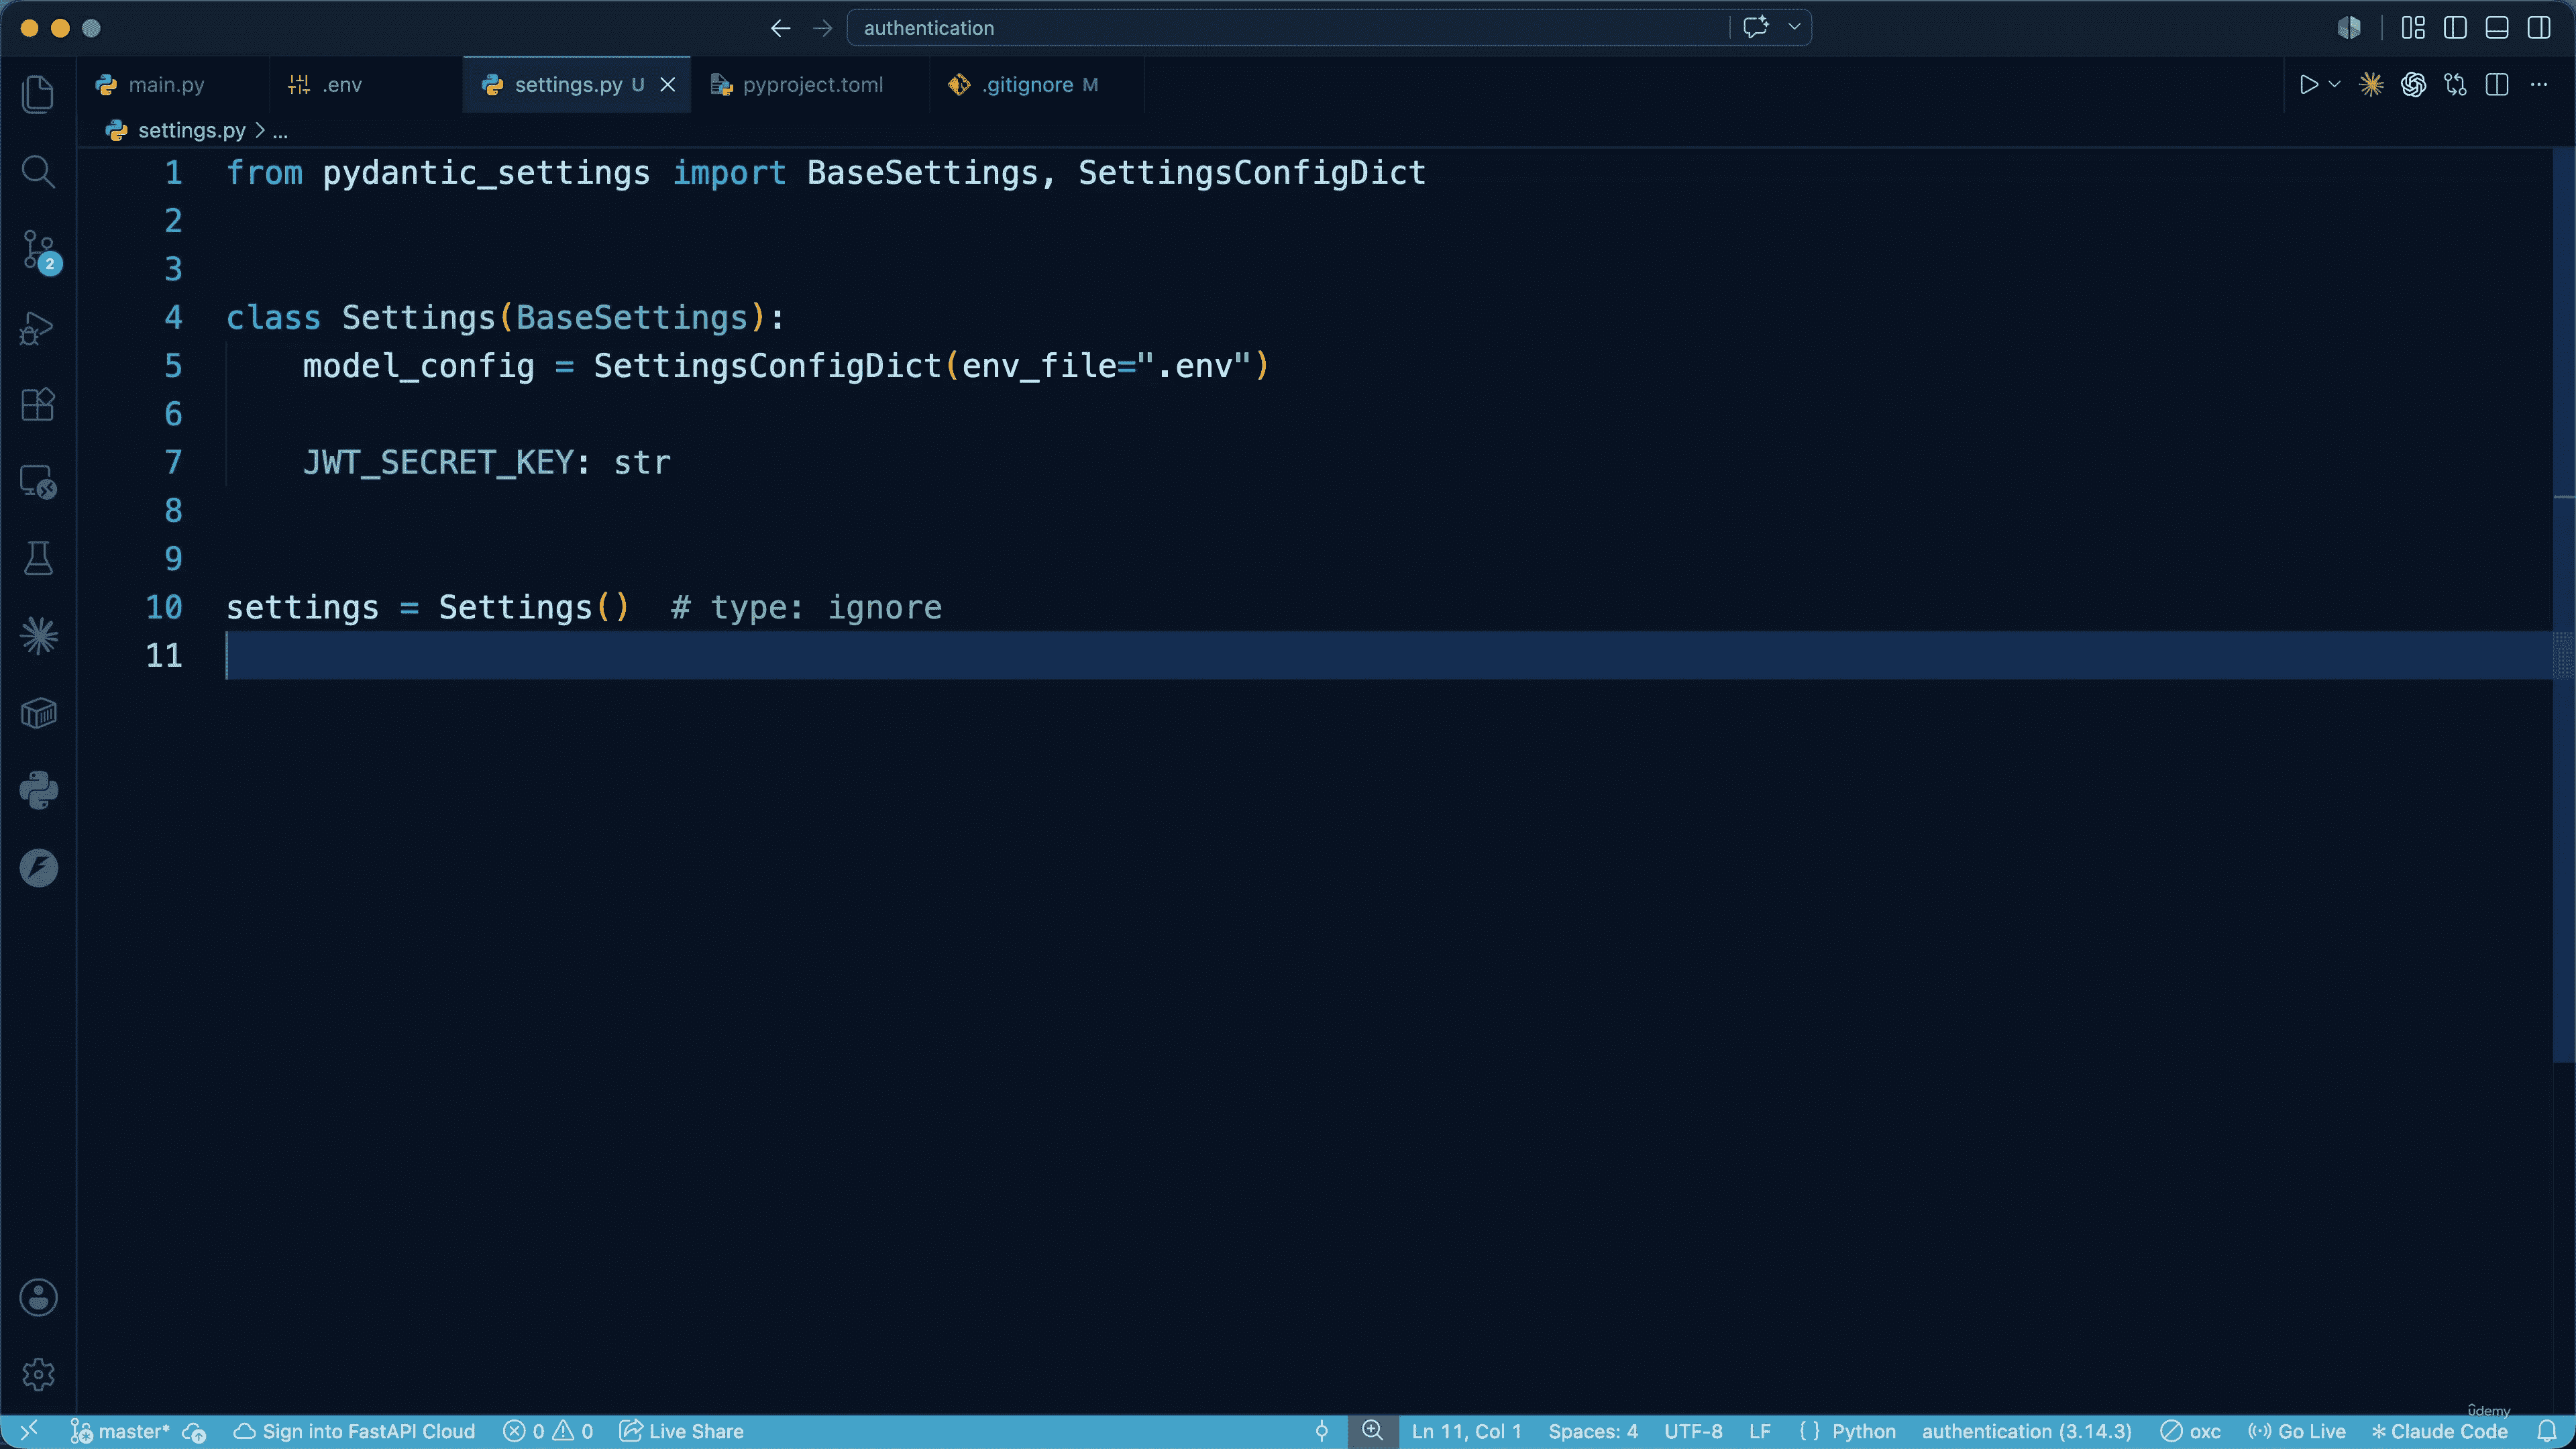 authentication
main.py
.env
settings.py U
pyproject.toml
.gitignore M
settings.py > ...
1 from pydantic_settings import BaseSettings, SettingsConfigDict
2
3
4 class Settings(BaseSettings):
5 model_config = SettingsConfigDict(env_file=".env")
6
7 JWT_SECRET_KEY: str
8
9
10 settings = Settings() # type: ignore
11
2
ûdemy
master* Sign into FastAPI Cloud 0 0 Live Share Ln 11, Col 1 Spaces: 4 UTF-8 LF { } Python authentication (3.14.3) oxc Go Live Claude Code